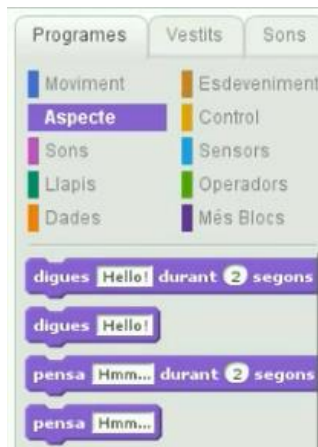 Programes Vestits Sons
Moviment Esdeveniment
Aspecte Control
Sons Sensors
Llapis Operadors
Dades Més Blocs
digues Hello! durant 2 segons
digues Hello!
pensa Hmm... durant 2 segons
pensa Hmm...